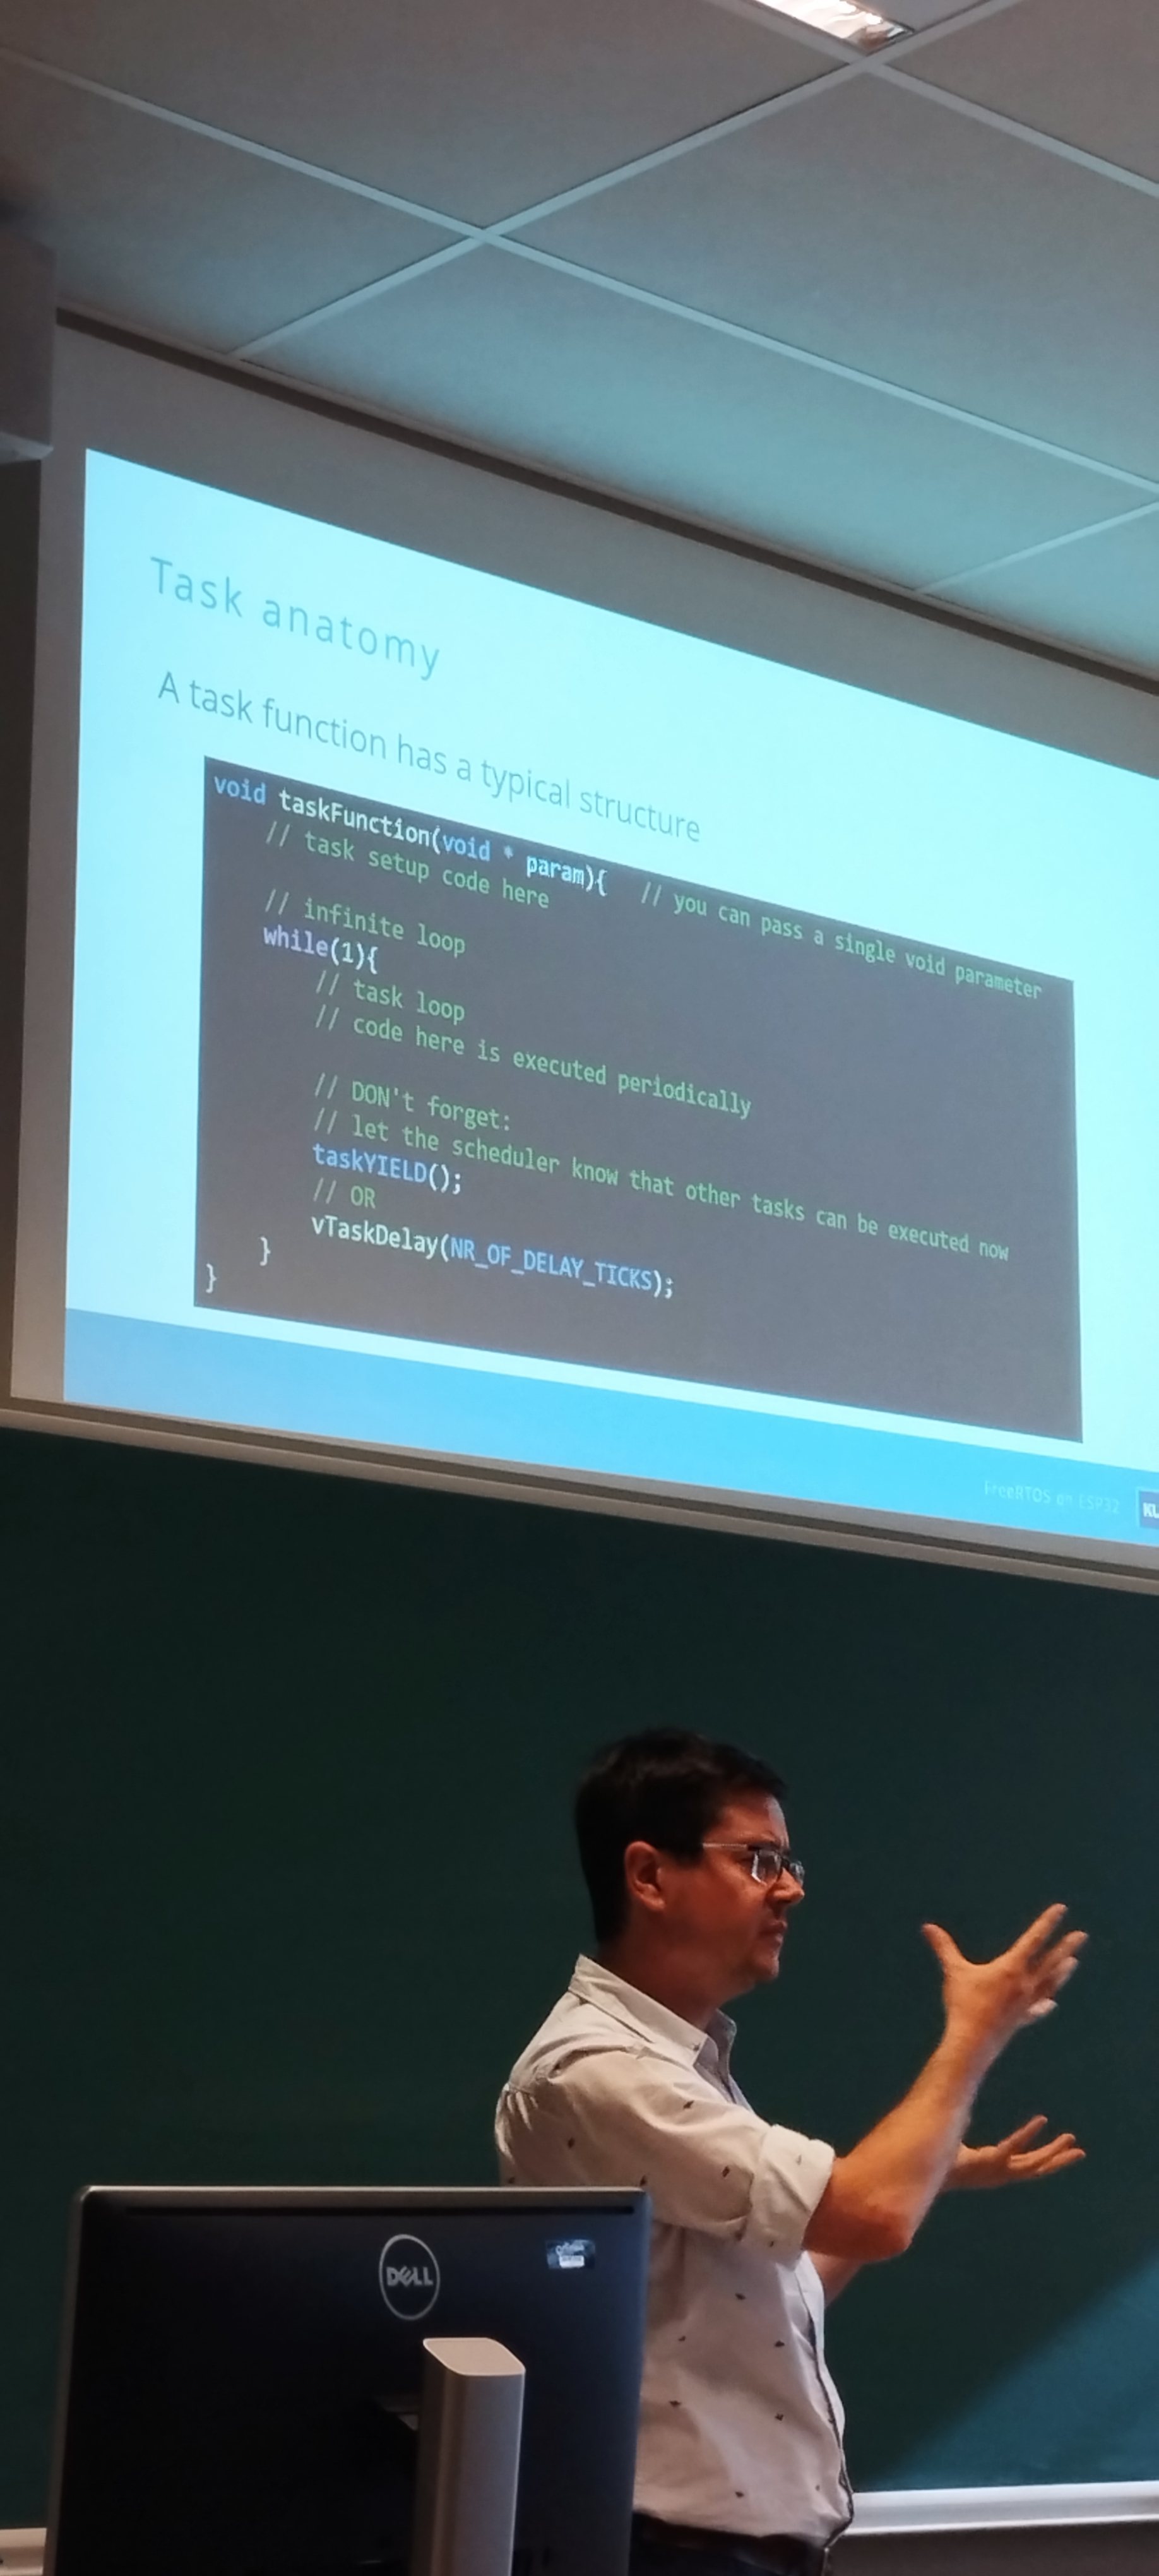 Task anatomy
A task function has a typical structure
void taskFunction(void * param){   // you can pass a single void parameter
    // task setup code here
    // infinite loop
    while(1){
        // task loop
        // code here is executed periodically
        // DON't forget:
        // let the scheduler know that other tasks can be executed now
        taskYIELD();
        // OR
        vTaskDelay(NR_OF_DELAY_TICKS);
    }
}
FreeRTOS on ESP32
KU
DELL